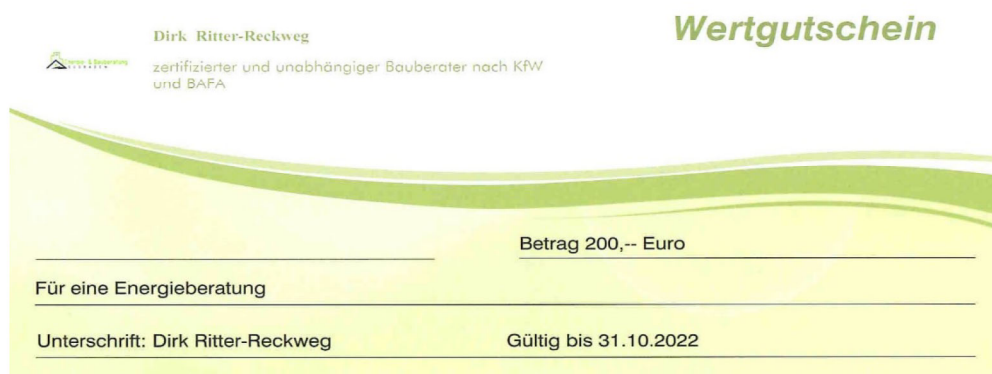 Wertgutschein
Dirk Ritter-Reckweg
zertifizierter und unabhängiger Bauberater nach KfW
und BAFA
Betrag 200,-- Euro
Für eine Energieberatung
Unterschrift: Dirk Ritter-Reckweg
Gültig bis 31.10.2022